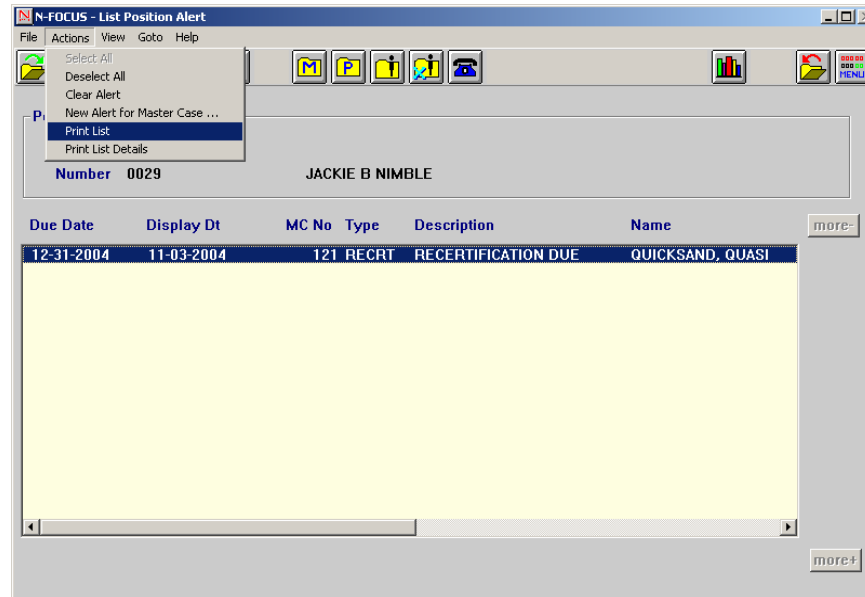 N-FOCUS - List Position Alert
File Actions View Goto Help
Select All
Deselect All
Clear Alert
New Alert for Master Case ...
Print List
Print List Details
M P
MENU
Number 0029 JACKIE B NIMBLE
Due Date Display Dt MC No Type Description Name more-
12-31-2004 11-03-2004 121 RECRT RECERTIFICATION DUE QUICKSAND, QUASI
more+